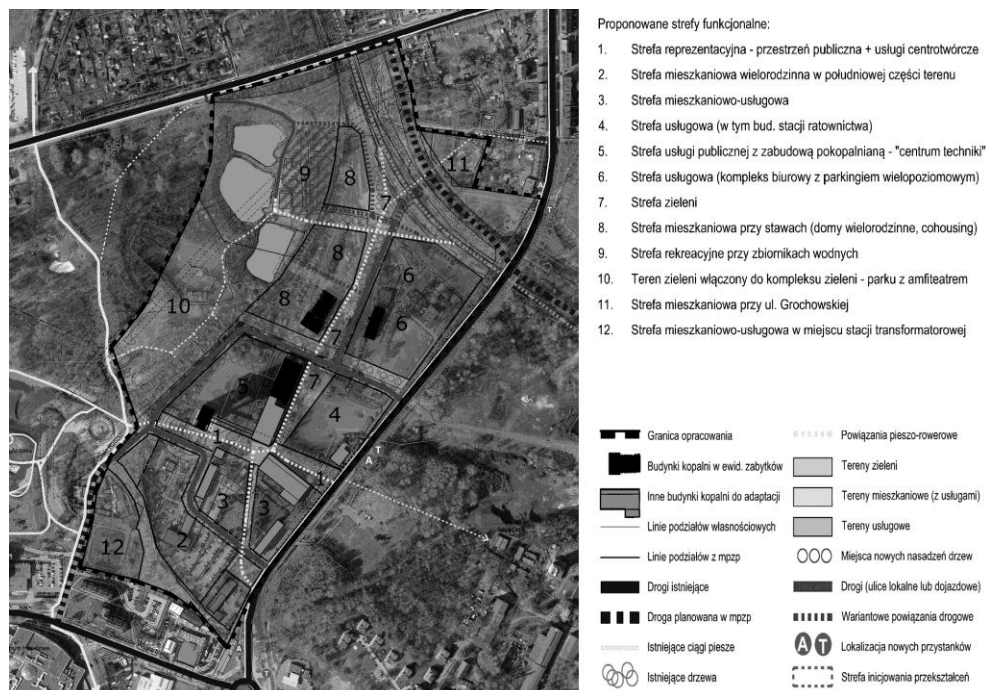 Proponowane strefy funkcjonalne:
1. Strefa reprezentacyjna - przestrzeń publiczna + usługi centrotwórcze
2. Strefa mieszkaniowa wielorodzinna w południowej części terenu
3. Strefa mieszkaniowo-usługowa
4. Strefa usługowa (w tym bud. stacji ratownictwa)
5. Strefa usługi publicznej z zabudową pokopalnianą - "centrum techniki"
6. Strefa usługowa (kompleks biurowy z parkingiem wielopoziomowym)
7. Strefa zieleni
8. Strefa mieszkaniowa przy stawach (domy wielorodzinne, cohousing)
9. Strefa rekreacyjne przy zbiornikach wodnych
10. Teren zieleni włączony do kompleksu zieleni - parku z amfiteatrem
11. Strefa mieszkaniowa przy ul. Grochowskiej
12. Strefa mieszkaniowo-usługowa w miejscu stacji transformatorowej
Granica opracowania
Budynki kopalni w ewid. zabytków
Inne budynki kopalni do adaptacji
Linie podziałów własnościowych
Linie podziałów z mpzp
Drogi istniejące
Droga planowana w mpzp
Istniejące ciągi piesze
Istniejące drzewa
Powiązania pieszo-rowerowe
Tereny zieleni
Tereny mieszkaniowe (z usługami)
Tereny usługowe
Miejsca nowych nasadzeń drzew
Drogi (ulice lokalne lub dojazdowe)
Wariantowe powiązania drogowe
A T Lokalizacja nowych przystanków
Strefa inicjowania przekształceń
11
9
8
7
T
8
6
10
8
6
7
5
7
4
1
T
A
1
3
3
2
12
A
T